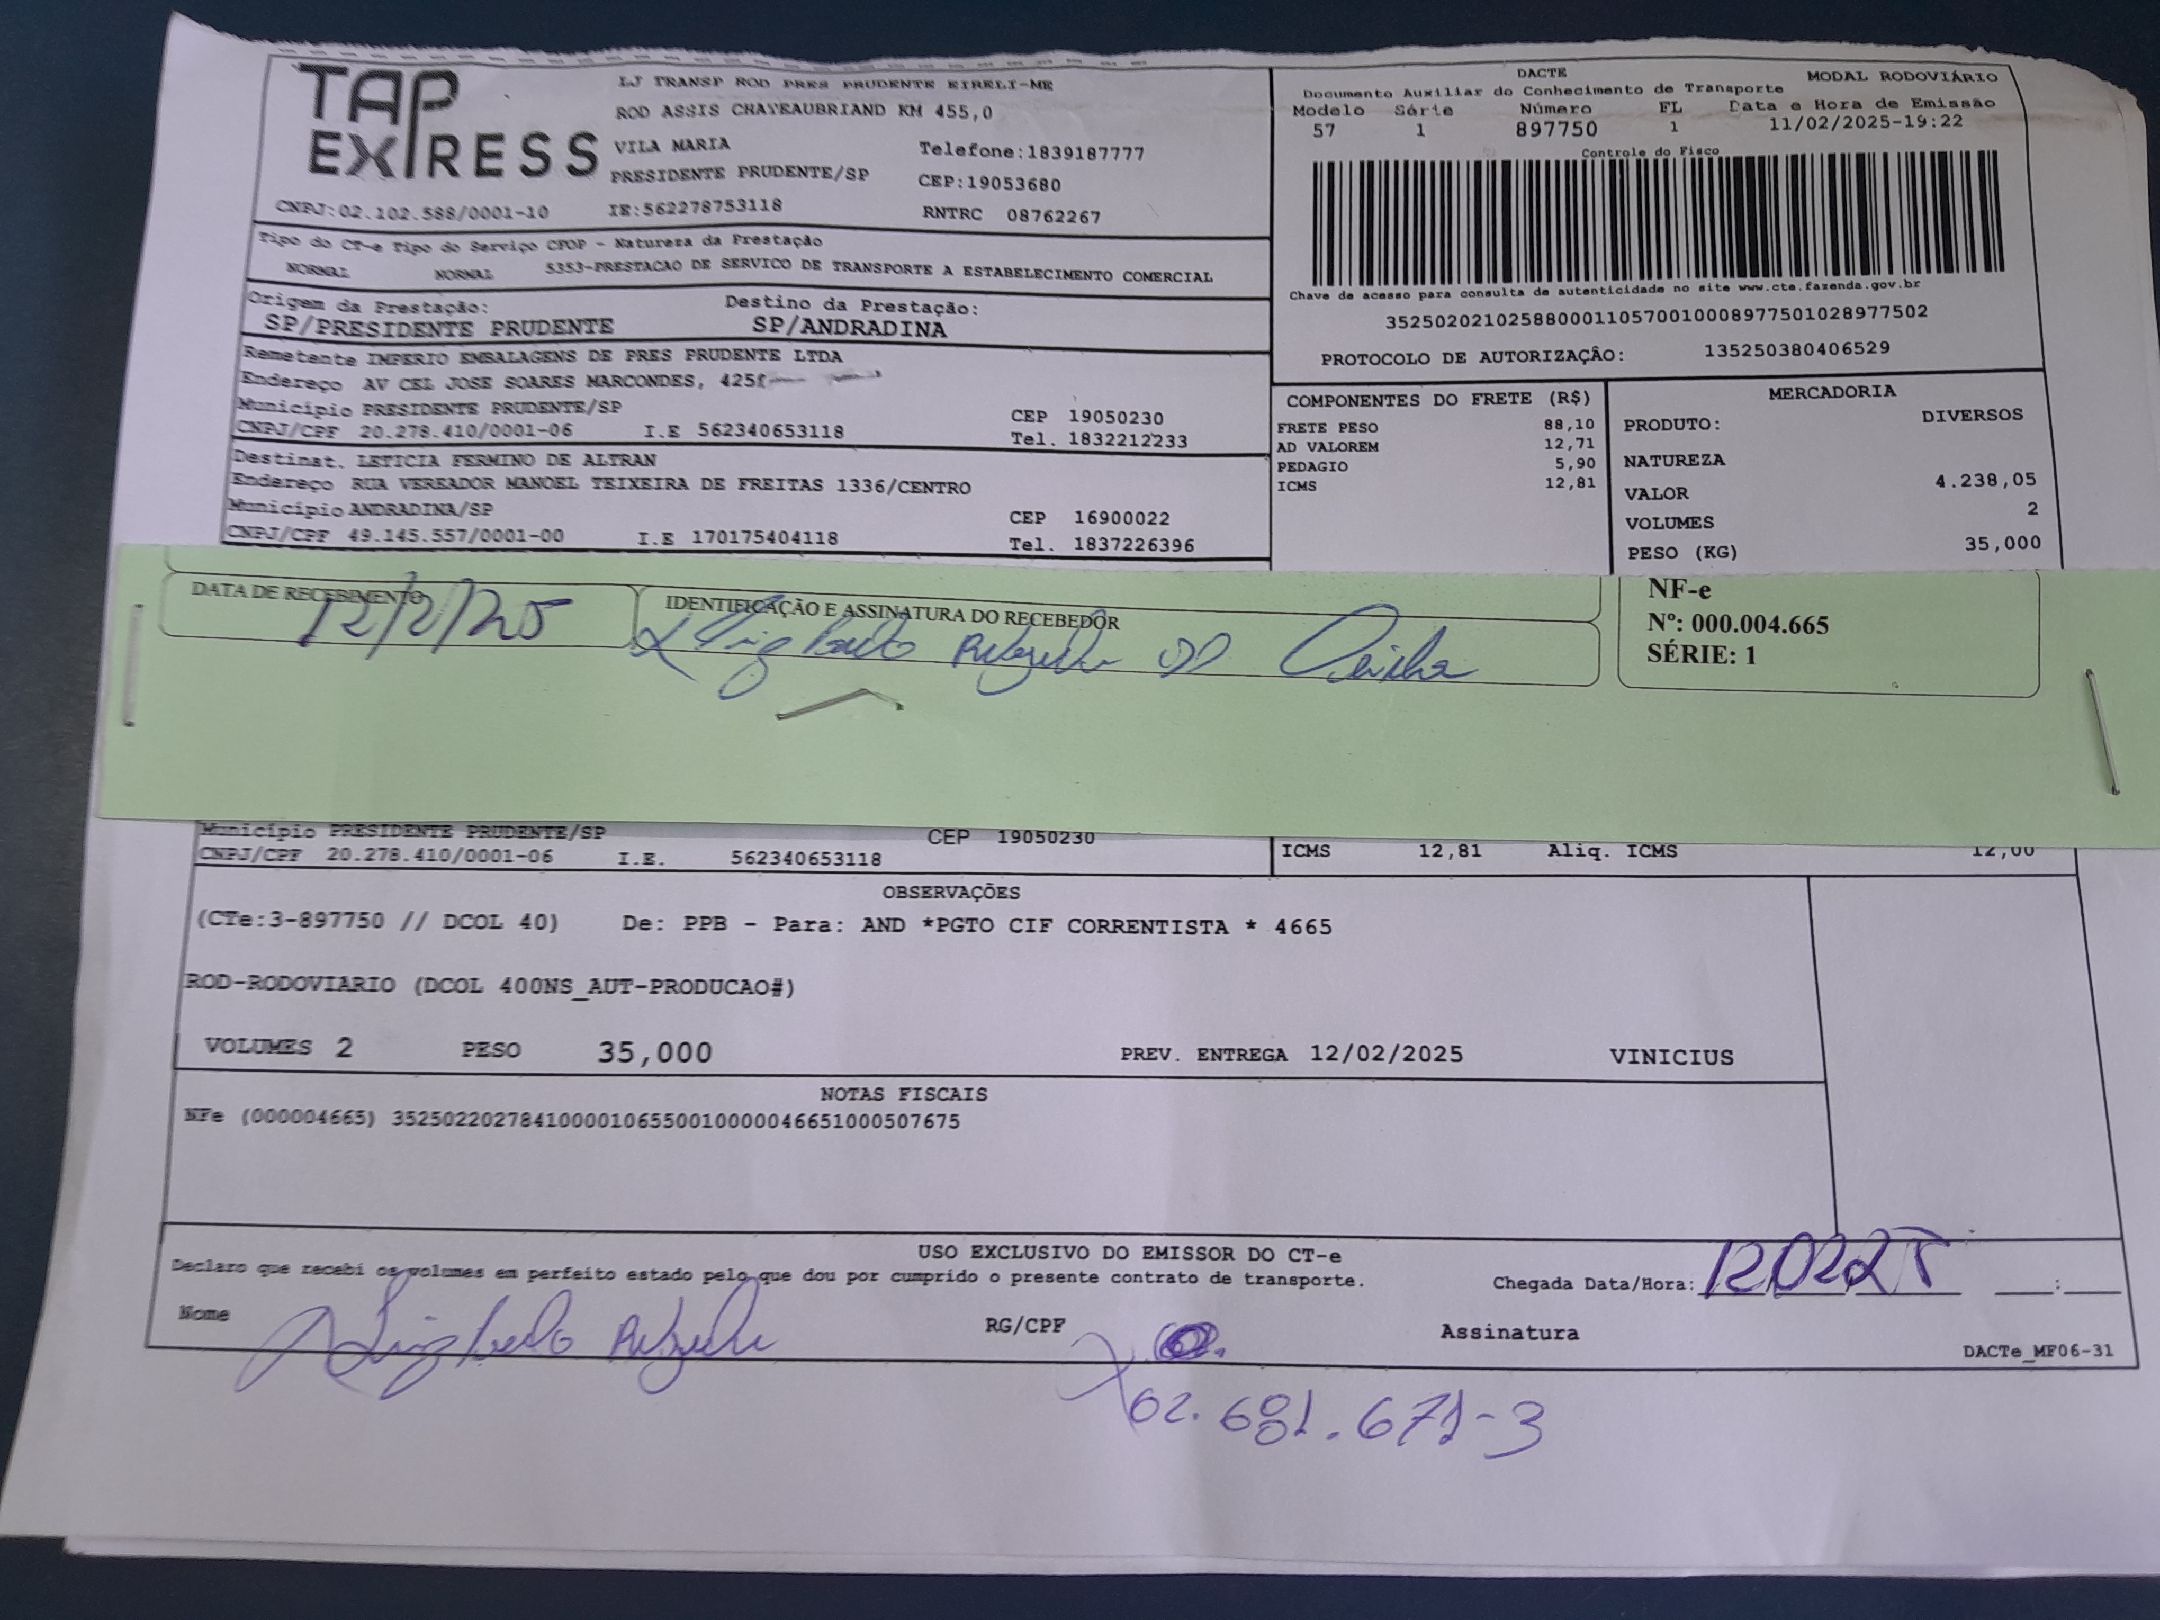 TAP EXPRESS
LJ TRANSP ROD PRES PRUDENTE EIRELI-ME
ROD ASSIS CHATEAUBRIAND KM 455,0
VILA MARIA Telefone:1839187777
PRESIDENTE PRUDENTE/SP CEP:19053680
CNPJ:02.102.588/0001-10 IE:562278753118 RNTRC 08762267
DACTE MODAL RODOVIÁRIO
Documento Auxiliar do Conhecimento de Transporte
Modelo Série Número FL Data e Hora de Emissão
57 1 897750 1 11/02/2025-19:22
Controle do Fisco
Chave de acesso para consulta de autenticidade no site www.cte.fazenda.gov.br
35250202102588000110570010008977501028977502
PROTOCOLO DE AUTORIZAÇÂO: 135250380406529
Tipo do CT-e Tipo do Serviço CFOP - Natureza da Prestação
NORMAL NORMAL 5353-PRESTACAO DE SERVICO DE TRANSPORTE A ESTABELECIMENTO COMERCIAL
Origem da Prestação: Destino da Prestação:
SP/PRESIDENTE PRUDENTE SP/ANDRADINA
Remetente IMPERIO EMBALAGENS DE PRES PRUDENTE LTDA
Endereço AV CEL JOSE SOARES MARCONDES,
Município PRESIDENTE PRUDENTE/SP CEP 19050230
CNPJ/CPF 20.278.410/0001-06 I.E 562340653118 Tel. 1832212233
Destinat. LETICIA FERMINO DE ALTRAN
Endereço RUA VEREADOR MANOEL TEIXEIRA DE FREITAS 1336/CENTRO
Município ANDRADINA/SP CEP 16900022
CNPJ/CPF 49.145.557/0001-00 I.E 170175404118 Tel. 1837226396
COMPONENTES DO FRETE (R$)
FRETE PESO 88,10
AD VALOREM 12,71
PEDAGIO 5,90
ICMS 12,81
MERCADORIA
PRODUTO: DIVERSOS
NATUREZA
VALOR 4.238,05
VOLUMES 2
PESO (KG) 35,000
DATA DE RECEBIMENTO
12/2/25
IDENTIFICAÇÃO E ASSINATURA DO RECEBEDOR
NF-e
Nº: 000.004.665
SÉRIE: 1
Município PRESIDENTE PRUDENTE/SP CEP 19050230
CNPJ/CPF 20.278.410/0001-06 I.E. 562340653118
ICMS 12,81 Aliq. ICMS 12,00
OBSERVAÇÕES
(CTe:3-897750 // DCOL 40) De: PPB - Para: AND *PGTO CIF CORRENTISTA * 4665
ROD-RODOVIARIO (DCOL 400NS_AUT-PRODUCAO#)
VOLUMES 2 PESO 35,000 PREV. ENTREGA 12/02/2025 VINICIUS
NOTAS FISCAIS
NFe (000004665) 35250220278410000106550010000046651000507675
USO EXCLUSIVO DO EMISSOR DO CT-e
Declaro que recebi os volumes em perfeito estado pelo que dou por cumprido o presente contrato de transporte.
Chegada Data/Hora: 12 02 25 :
Nome RG/CPF Assinatura
62.681.671-3
DACTe_MF06-31